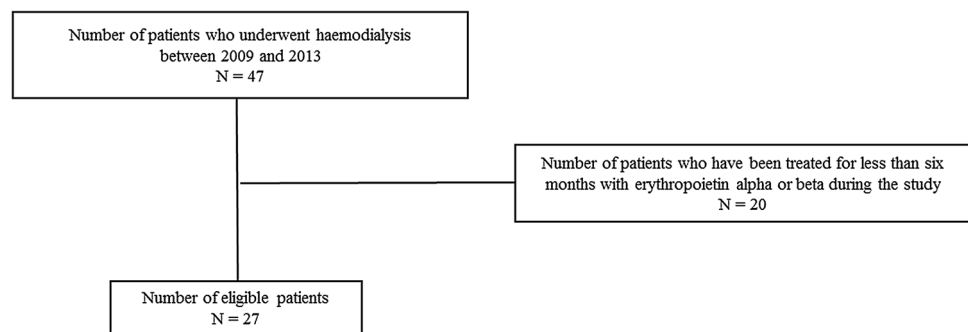 Number of patients who underwent haemodialysis
between 2009 and 2013
N = 47
Number of patients who have been treated for less than six
months with erythropoietin alpha or beta during the study
N = 20
Number of eligible patients
N = 27